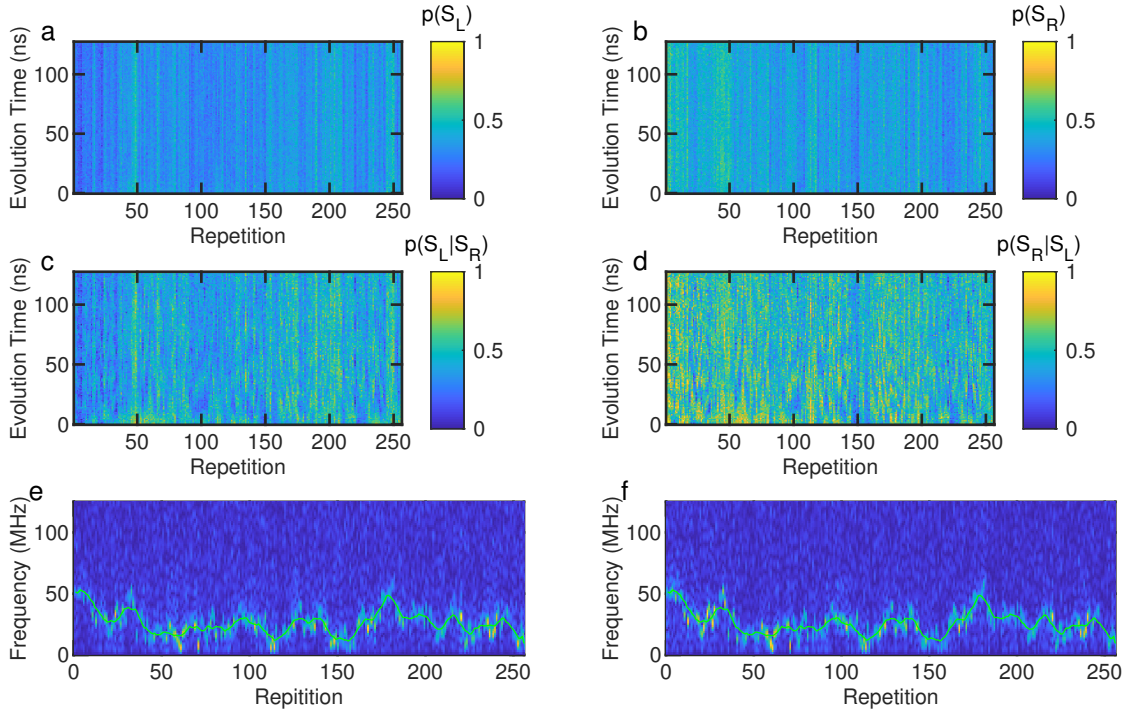 a
p(S_L)
b
p(S_R)
Evolution Time (ns)
100
50
0
50 100 150 200 250
Repetition
1
0.5
0
Evolution Time (ns)
100
50
0
50 100 150 200 250
Repetition
1
0.5
0
c
p(S_L|S_R)
d
p(S_R|S_L)
Evolution Time (ns)
100
50
0
50 100 150 200 250
Repetition
1
0.5
0
Evolution Time (ns)
100
50
0
50 100 150 200 250
Repetition
1
0.5
0
e
Frequency (MHz)
100
50
0
0 50 100 150 200 250
Repitition
f
Frequency (MHz)
100
50
0
0 50 100 150 200 250
Repitition